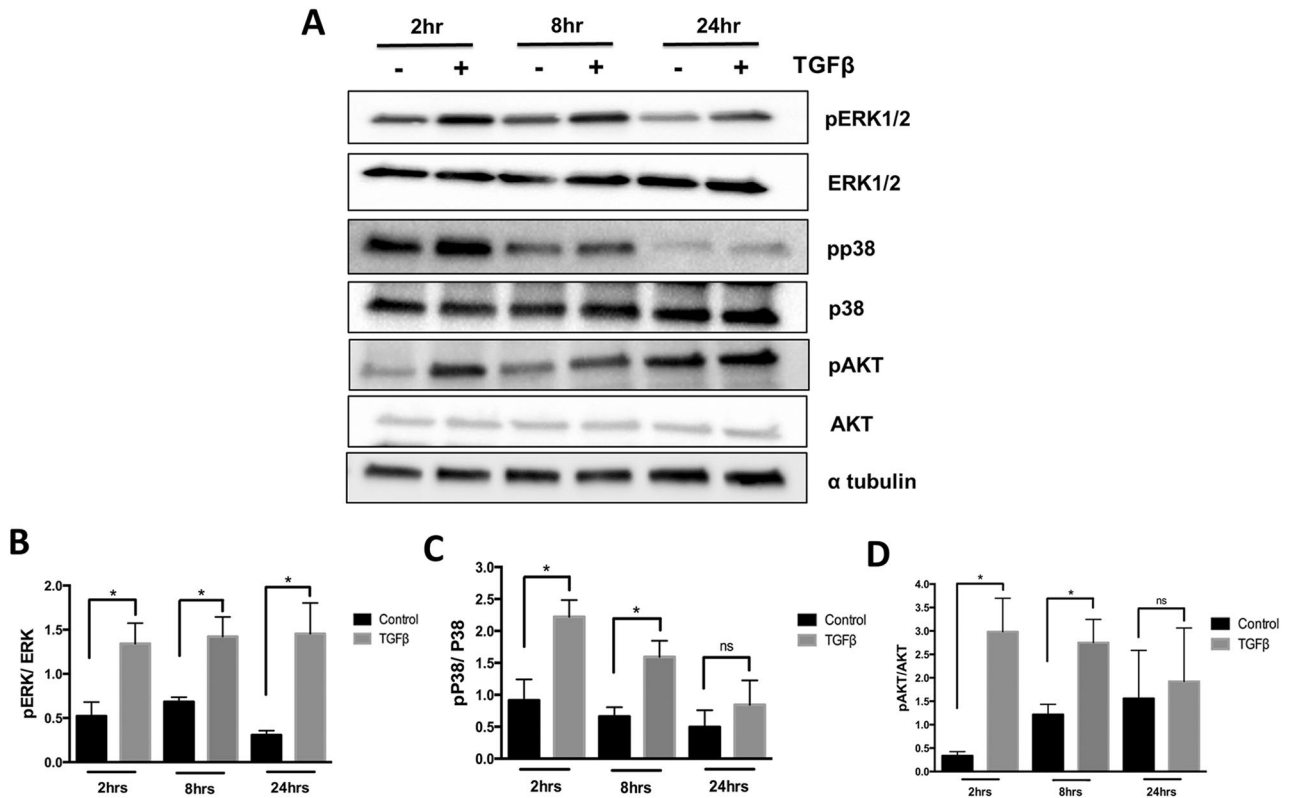 A
2hr 8hr 24hr
- + - + - + TGFβ
pERK1/2
ERK1/2
pp38
p38
pAKT
AKT
α tubulin
B
pERK/ ERK
2.0
1.5
1.0
0.5
0.0
* * *
2hrs 8hrs 24hrs
Control
TGFβ
C
pP38/ P38
3.0
2.5
2.0
1.5
1.0
0.5
0.0
* * ns
2hrs 8hrs 24hrs
Control
TGFβ
D
pAKT/AKT
4.0
3.5
3.0
2.5
2.0
1.5
1.0
0.5
0.0
* * ns
2hrs 8hrs 24hrs
Control
TGFβ